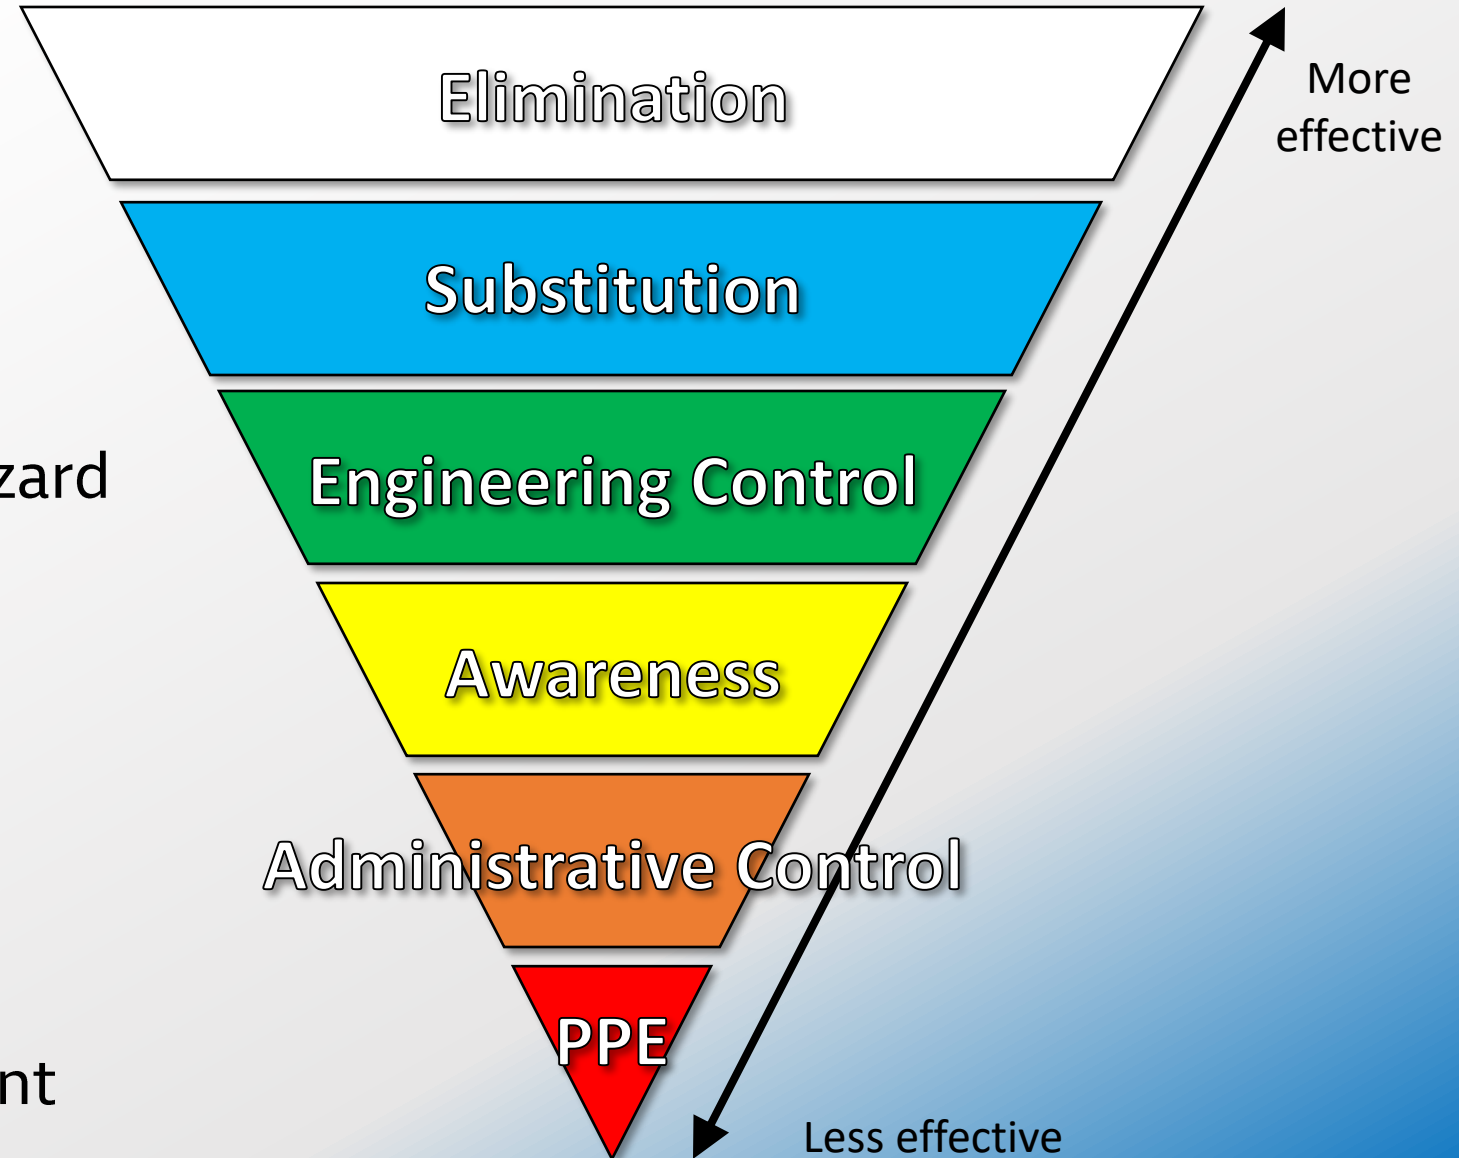 Elimination
More
effective
Substitution
zard
Engineering Control
Awareness
Administrative Control
PPE
nt
Less effective